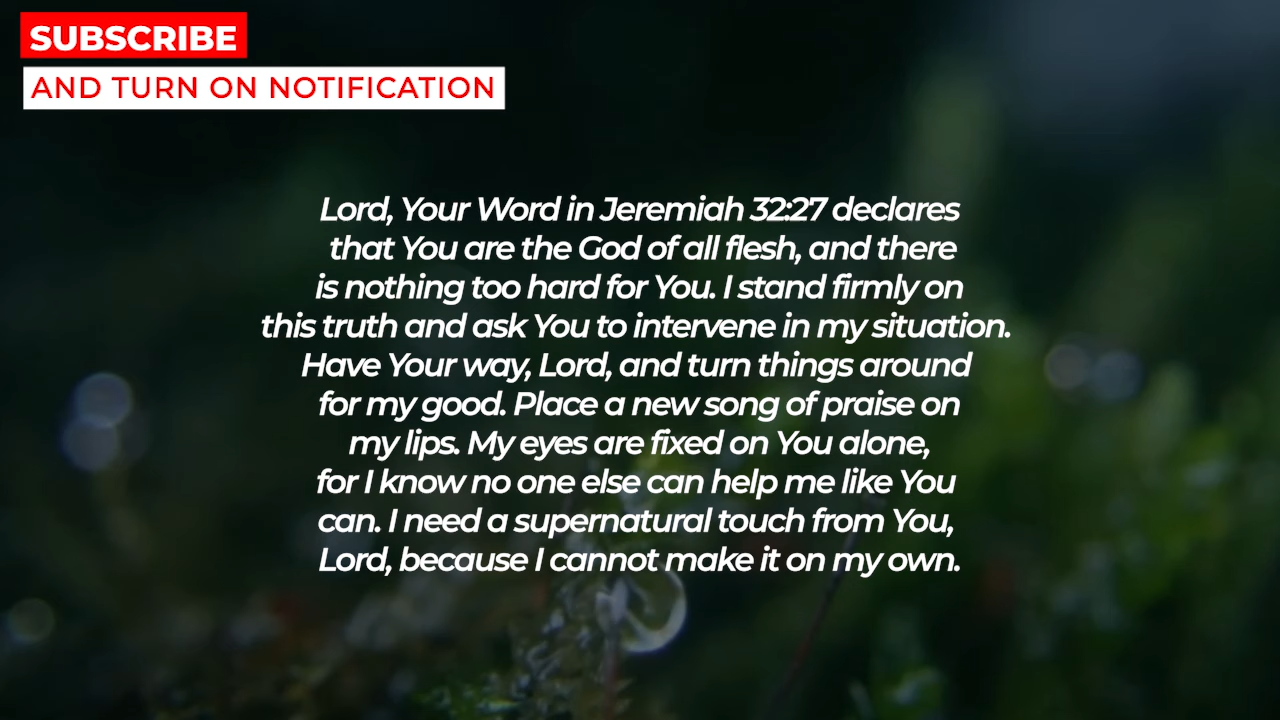 SUBSCRIBE
AND TURN ON NOTIFICATION
Lord, Your Word in Jeremiah 32:27 declares
that You are the God of all flesh, and there
is nothing too hard for You. I stand firmly on
this truth and ask You to intervene in my situation.
Have Your way, Lord, and turn things around
for my good. Place a new song of praise on
my lips. My eyes are fixed on You alone,
for I know no one else can help me like You
can. I need a supernatural touch from You,
Lord, because I cannot make it on my own.